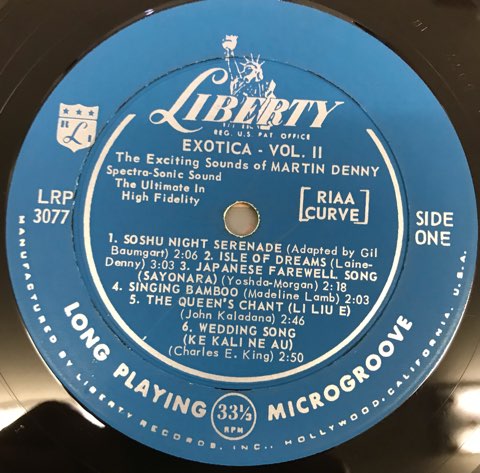 LIBERTY
REG. U.S. PAT OFFICE
EXOTICA - VOL. II
The Exciting Sounds of MARTIN DENNY
Spectra-Sonic Sound
The Ultimate In
High Fidelity
LRP
3077
RIAA
CURVE
SIDE
ONE
1. SOSHU NIGHT SERENADE (Adapted by Gil
Baumgart) 2:06 2. ISLE OF DREAMS (Laine-
Denny) 3:03 3. JAPANESE FAREWELL SONG
(SAYONARA) (Yoshda-Morgan) 2:18
4. SINGING BAMBOO (Madeline Lamb) 2:03
5. THE QUEEN'S CHANT (LI LIU E)
(John Kaladana) 2:46
6. WEDDING SONG
(KE KALI NE AU)
(Charles E. King) 2:50
LONG PLAYING 33⅓ RPM MICROGROOVE
MANUFACTURED BY LIBERTY RECORDS, INC., HOLLYWOOD, CALIFORNIA, U.S.A.